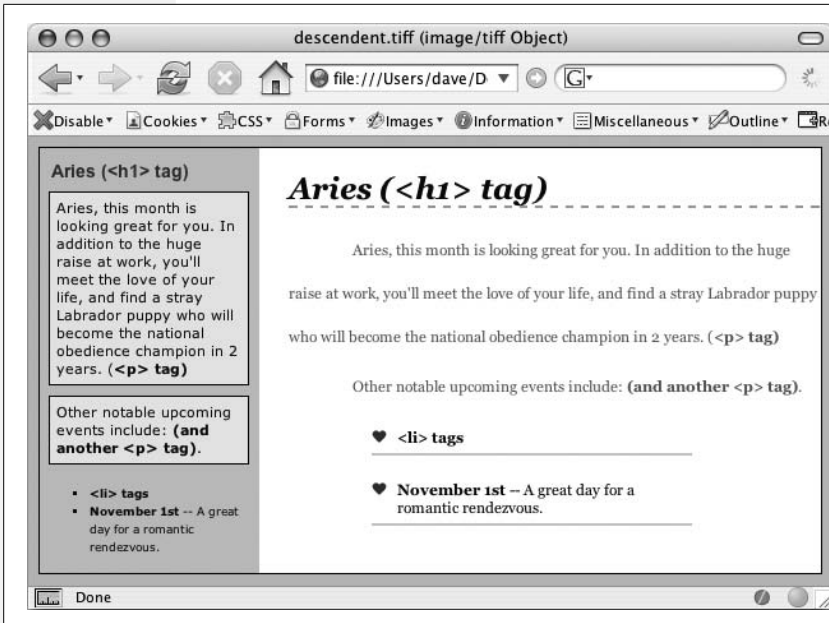 descendent.tiff (image/tiff Object)
file:///Users/dave/D
G
Disable Cookies CSS Forms Images Information Miscellaneous Outline
Aries (<h1> tag)
Aries, this month is
looking great for you. In
addition to the huge
raise at work, you'll
meet the love of your
life, and find a stray
Labrador puppy who will
become the national
obedience champion in 2
years. (<p> tag)
Other notable upcoming
events include: (and
another <p> tag).
<li> tags
November 1st -- A great
day for a romantic
rendezvous.
Aries (<h1> tag)
Aries, this month is looking great for you. In addition to the huge
raise at work, you'll meet the love of your life, and find a stray Labrador puppy
who will become the national obedience champion in 2 years. (<p> tag)
Other notable upcoming events include: (and another <p> tag).
<li> tags
November 1st -- A great day for a
romantic rendezvous.
Done